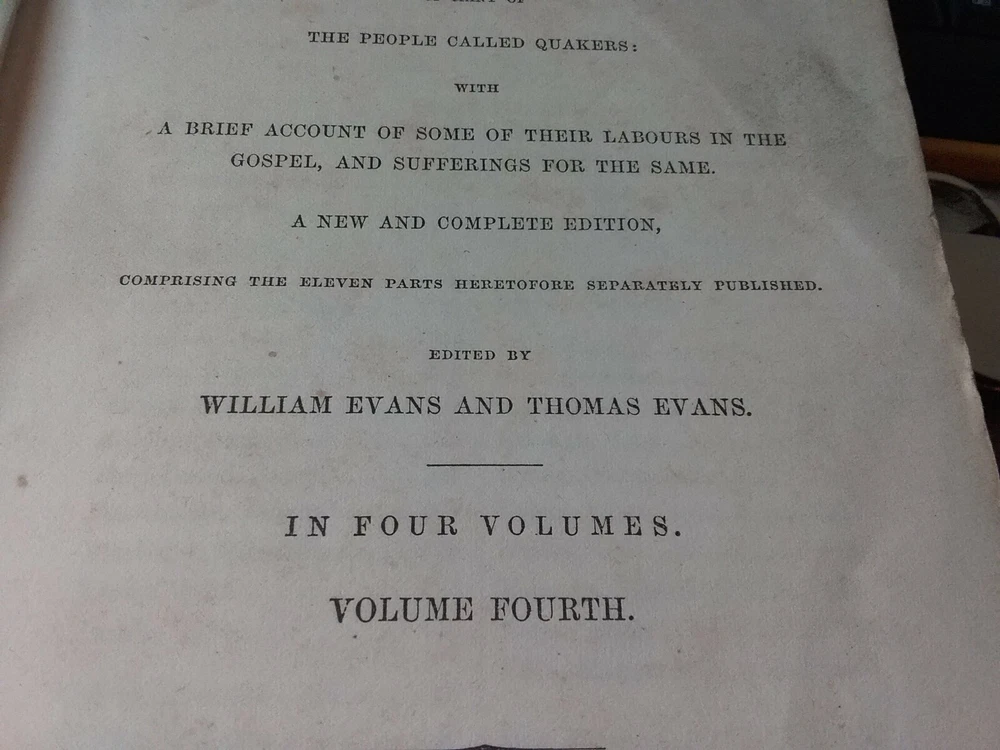 THE PEOPLE CALLED QUAKERS:
WITH
A BRIEF ACCOUNT OF SOME OF THEIR LABOURS IN THE
GOSPEL, AND SUFFERINGS FOR THE SAME.
A NEW AND COMPLETE EDITION,
COMPRISING THE ELEVEN PARTS HERETOFORE SEPARATELY PUBLISHED.
EDITED BY
WILLIAM EVANS AND THOMAS EVANS.
IN FOUR VOLUMES.
VOLUME FOURTH.